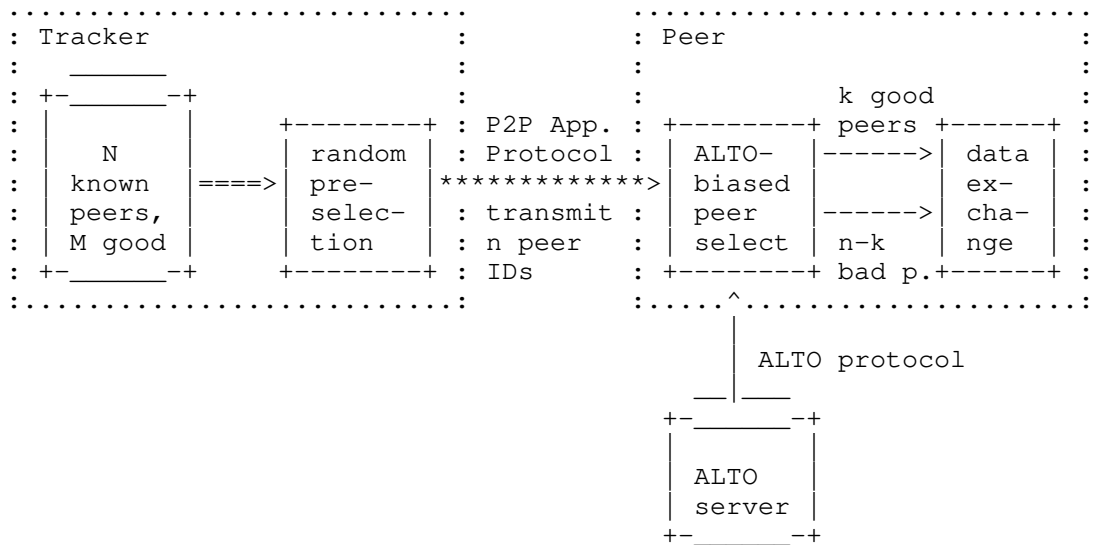 Tracker Peer
k good
P2P App. peers
N random Protocol ALTO- data
known pre- biased ex-
peers, selec- transmit peer cha-
M good tion n peer select n-k nge
IDs bad p.
ALTO protocol
ALTO
server